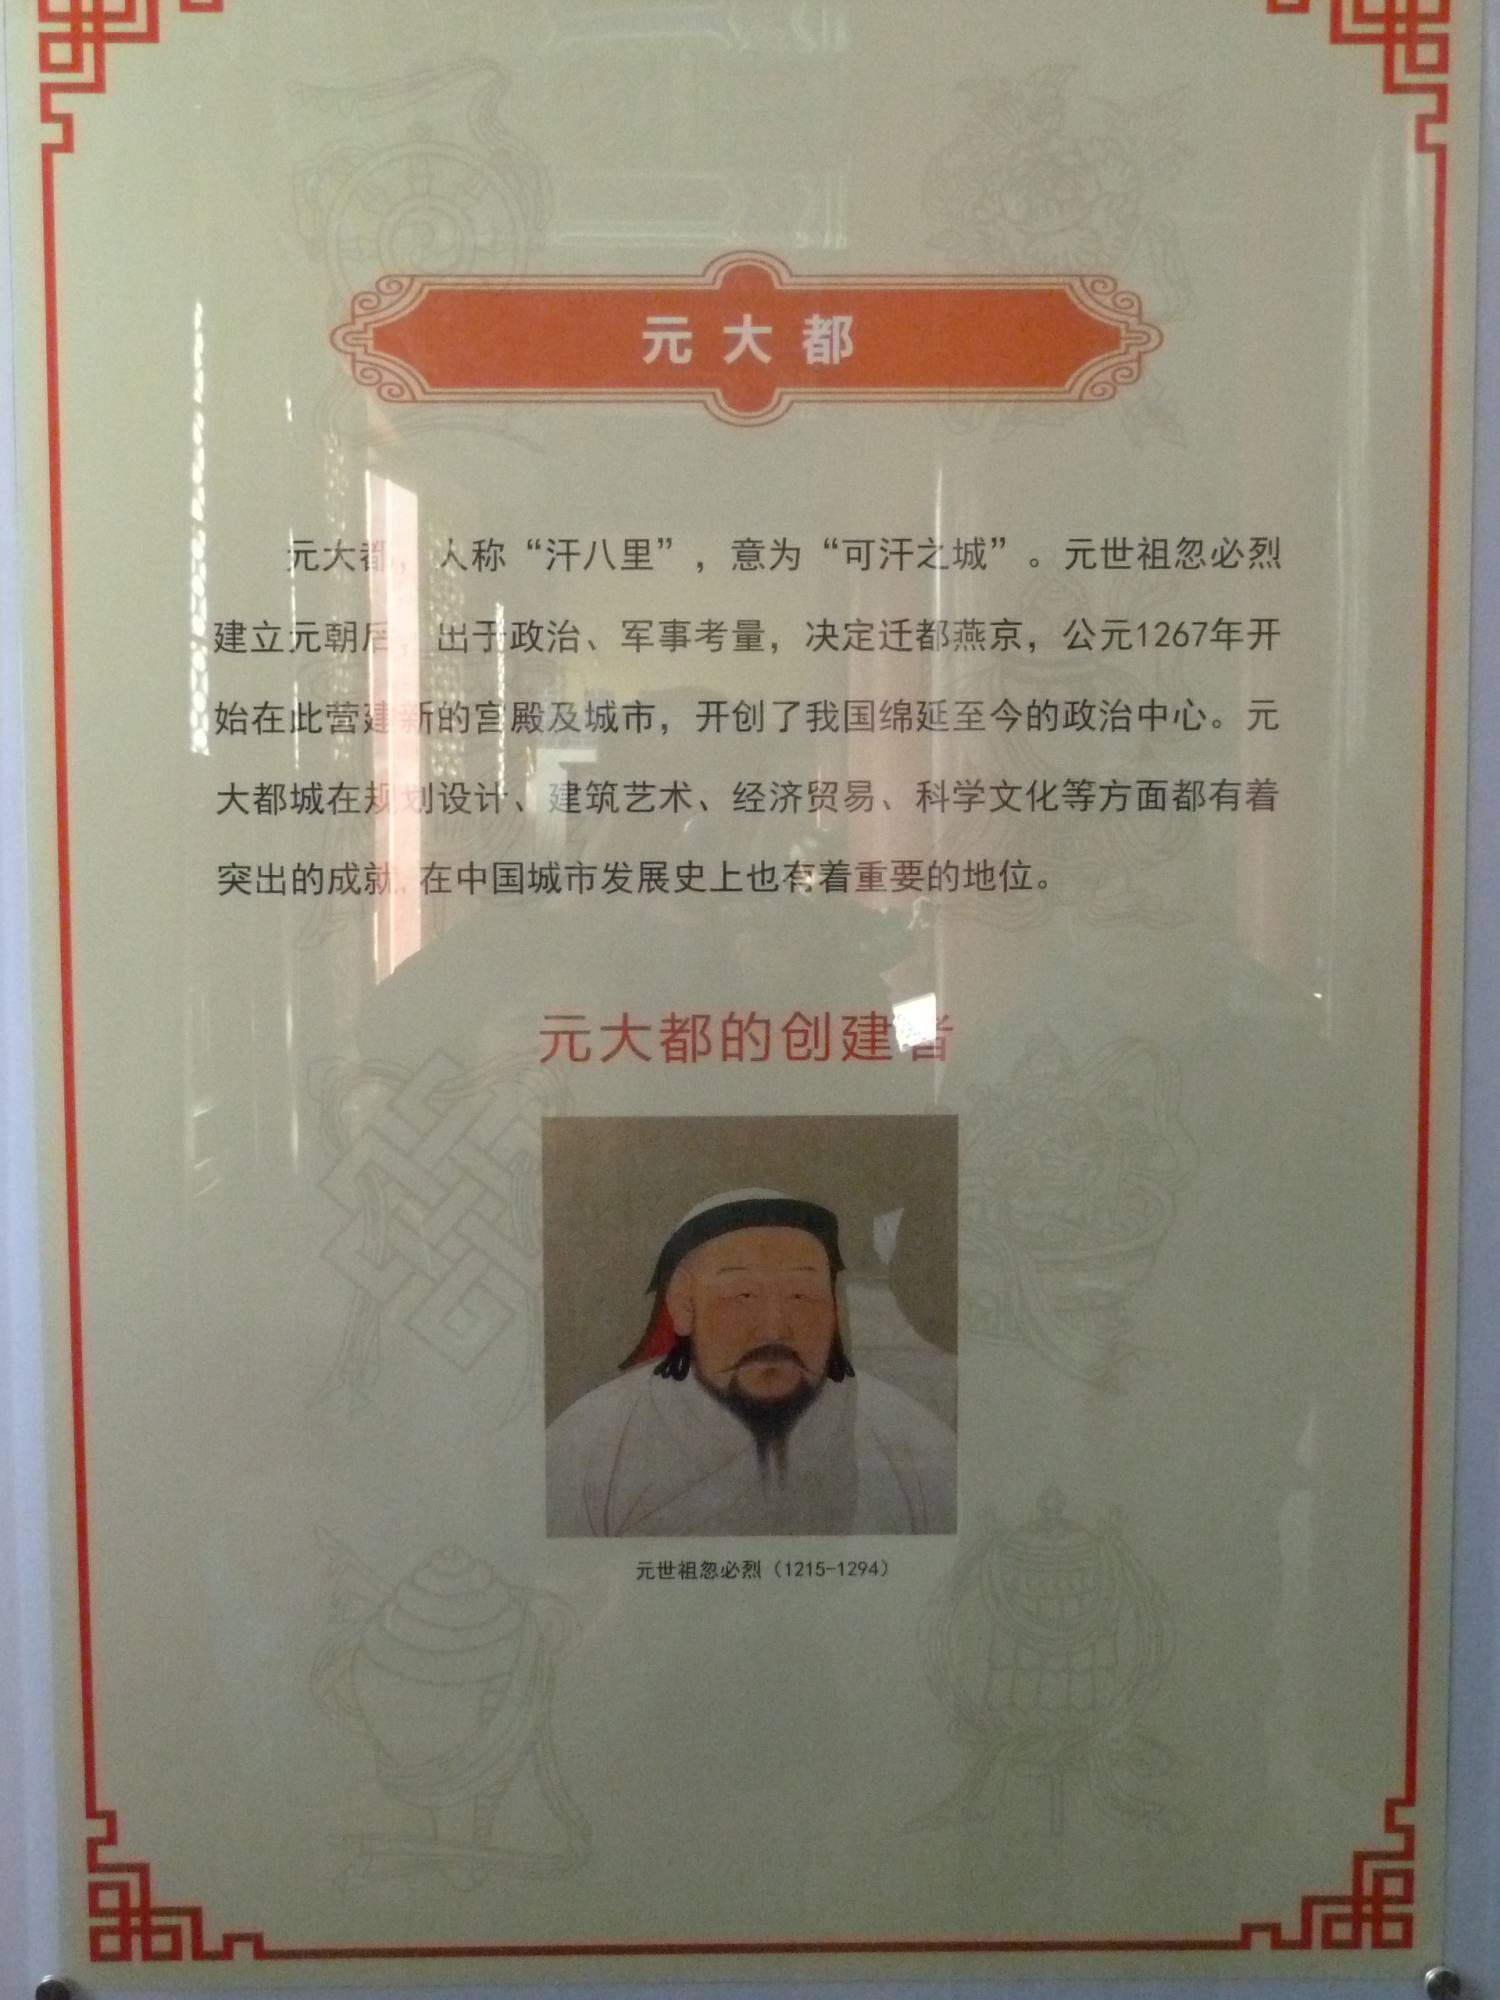 元大都
元大都，人称“汗八里”，意为“可汗之城”。元世祖忽必烈
建立元朝后，出于政治、军事考量，决定迁都燕京，公元1267年开
始在此营建新的宫殿及城市，开创了我国绵延至今的政治中心。元
大都城在规划设计、建筑艺术、经济贸易、科学文化等方面都有着
突出的成就，在中国城市发展史上也有着重要的地位。
元大都的创建者
元世祖忽必烈（1215-1294）